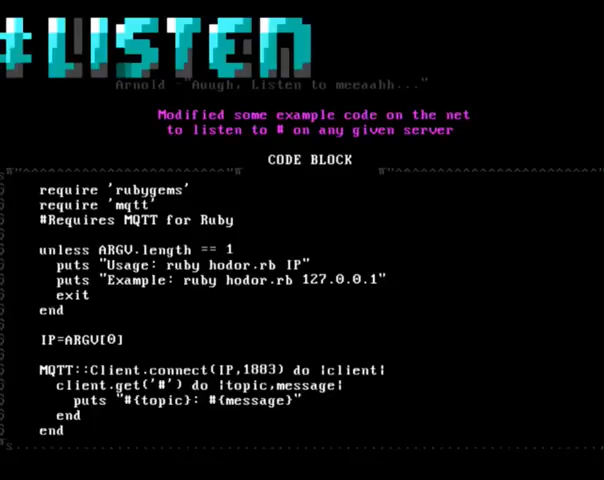 #LISTEN
Arnold -"Auugh, Listen to meeaahh..."
Modified some example code on the net
to listen to # on any given server
CODE BLOCK
require 'rubygems'
require 'mqtt'
#Requires MQTT for Ruby
unless ARGV.length == 1
puts "Usage: ruby hodor.rb IP"
puts "Example: ruby hodor.rb 127.0.0.1"
exit
end
IP=ARGV[0]
MQTT::Client.connect(IP,1883) do |client|
client.get('#') do |topic,message|
puts "#{topic}: #{message}"
end
end